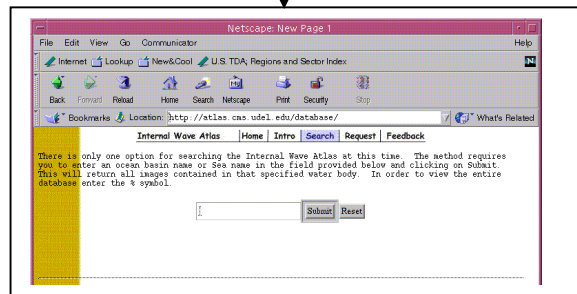 Netscape: New Page 1
File Edit View Go Communicator Help
Internet Lookup New&Cool U.S. TDA; Regions and Sector Index
Back Forward Reload Home Search Netscape Print Security Stop
Bookmarks Location: http://atlas.cms.udel.edu/database/ What's Related
Internal Wave Atlas Home Intro Search Request Feedback
There is only one option for searching the Internal Wave Atlas at this time. The method requires
you to enter an ocean basin name or Sea name in the field provided below and clicking on Submit.
This will return all images contained in that specified water body. In order to view the entire
database enter the % symbol.
Submit Reset